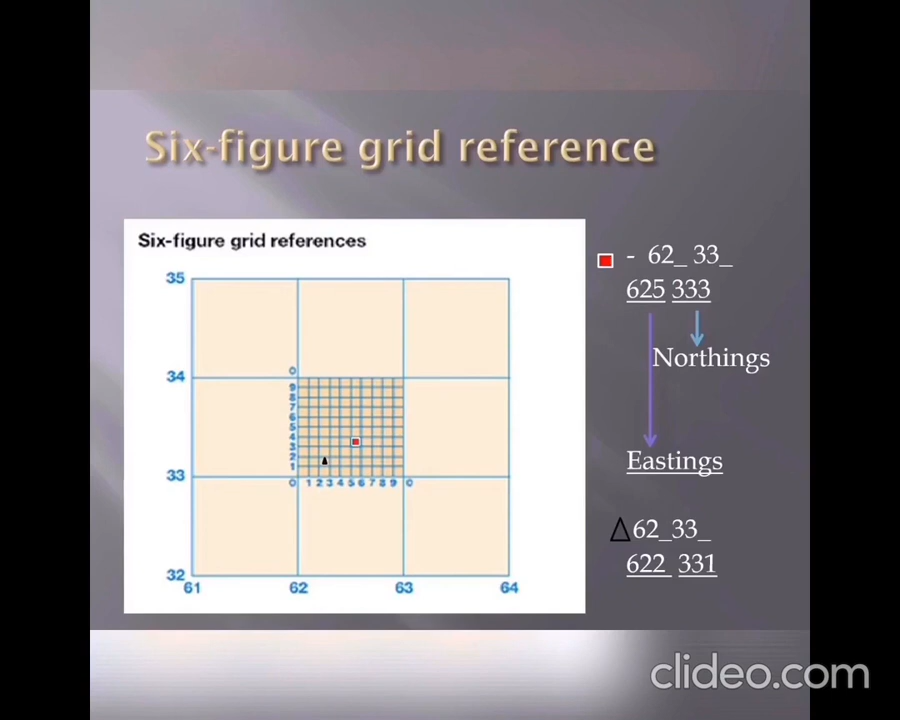 Six-figure grid reference
Six-figure grid references
35
34
33
32
61 62 63 64
0
9
8
7
6
5
4
3
2
1
0 1 2 3 4 5 6 7 8 9 0
- 62_ 33_
625 333
Northings
Eastings
62_33_
622 331
clideo.com